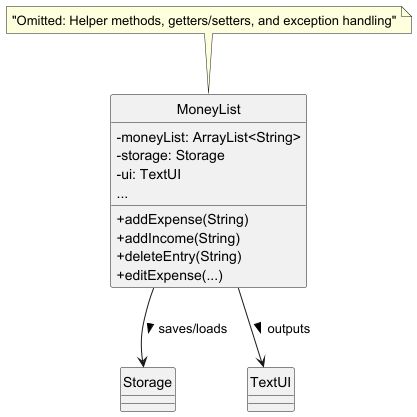 "Omitted: Helper methods, getters/setters, and exception handling"
MoneyList
-moneyList: ArrayList<String>
-storage: Storage
-ui: TextUI
...
+addExpense(String)
+addIncome(String)
+deleteEntry(String)
+editExpense(...)
saves/loads
outputs
Storage
TextUI